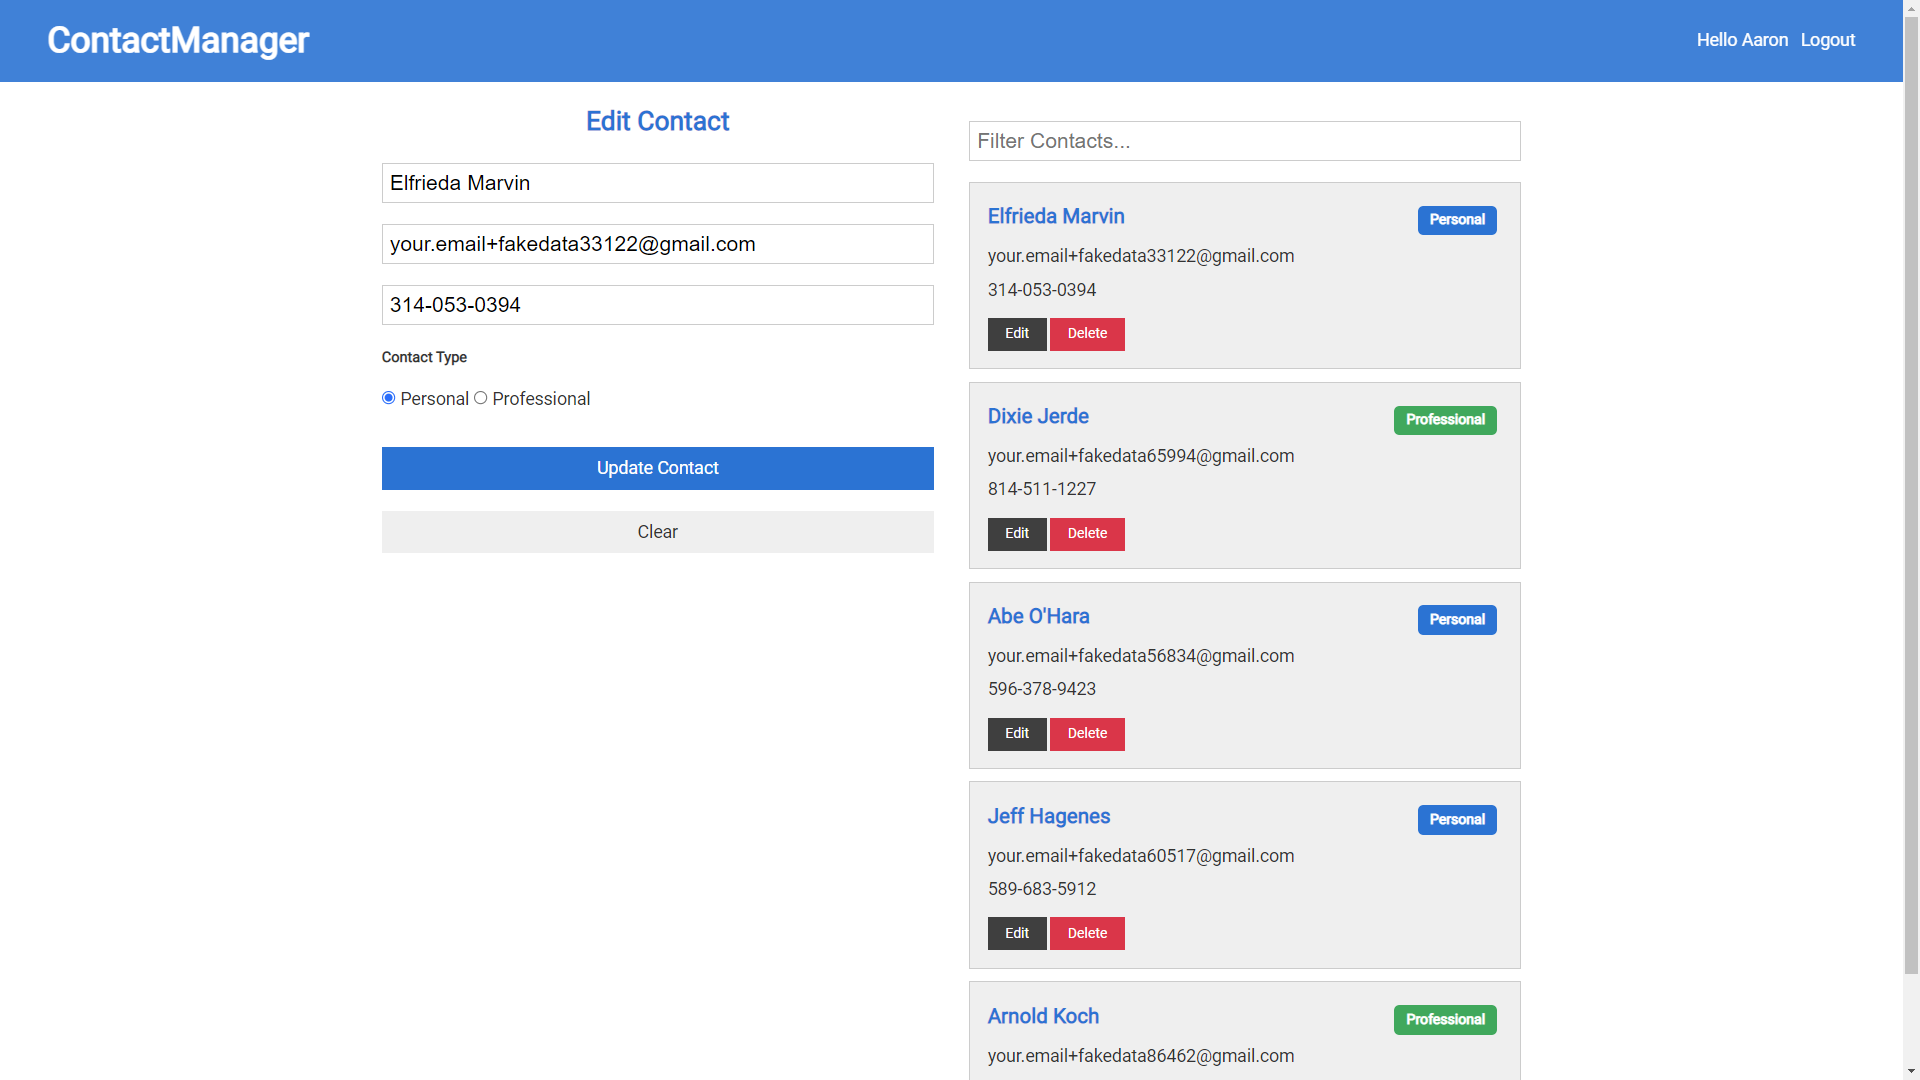 ContactManager
Hello Aaron Logout
Edit Contact
Elfrieda Marvin
your.email+fakedata33122@gmail.com
314-053-0394
Contact Type
Personal Professional
Update Contact
Clear
Filter Contacts...
Elfrieda Marvin Personal
your.email+fakedata33122@gmail.com
314-053-0394
Edit Delete
Dixie Jerde Professional
your.email+fakedata65994@gmail.com
814-511-1227
Edit Delete
Abe O'Hara Personal
your.email+fakedata56834@gmail.com
596-378-9423
Edit Delete
Jeff Hagenes Personal
your.email+fakedata60517@gmail.com
589-683-5912
Edit Delete
Arnold Koch Professional
your.email+fakedata86462@gmail.com